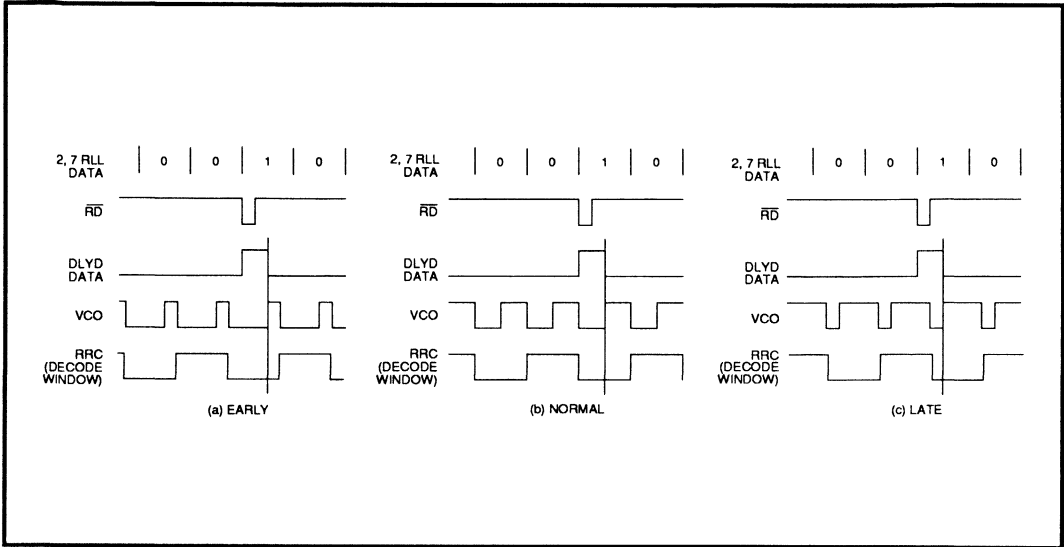 2, 7 RLL
DATA
0 0 1 0
RD
DLYD
DATA
VCO
RRC
(DECODE
WINDOW)
(a) EARLY
2, 7 RLL
DATA
0 0 1 0
RD
DLYD
DATA
VCO
RRC
(DECODE
WINDOW)
(b) NORMAL
2, 7 RLL
DATA
0 0 1 0
RD
DLYD
DATA
VCO
RRC
(DECODE
WINDOW)
(c) LATE